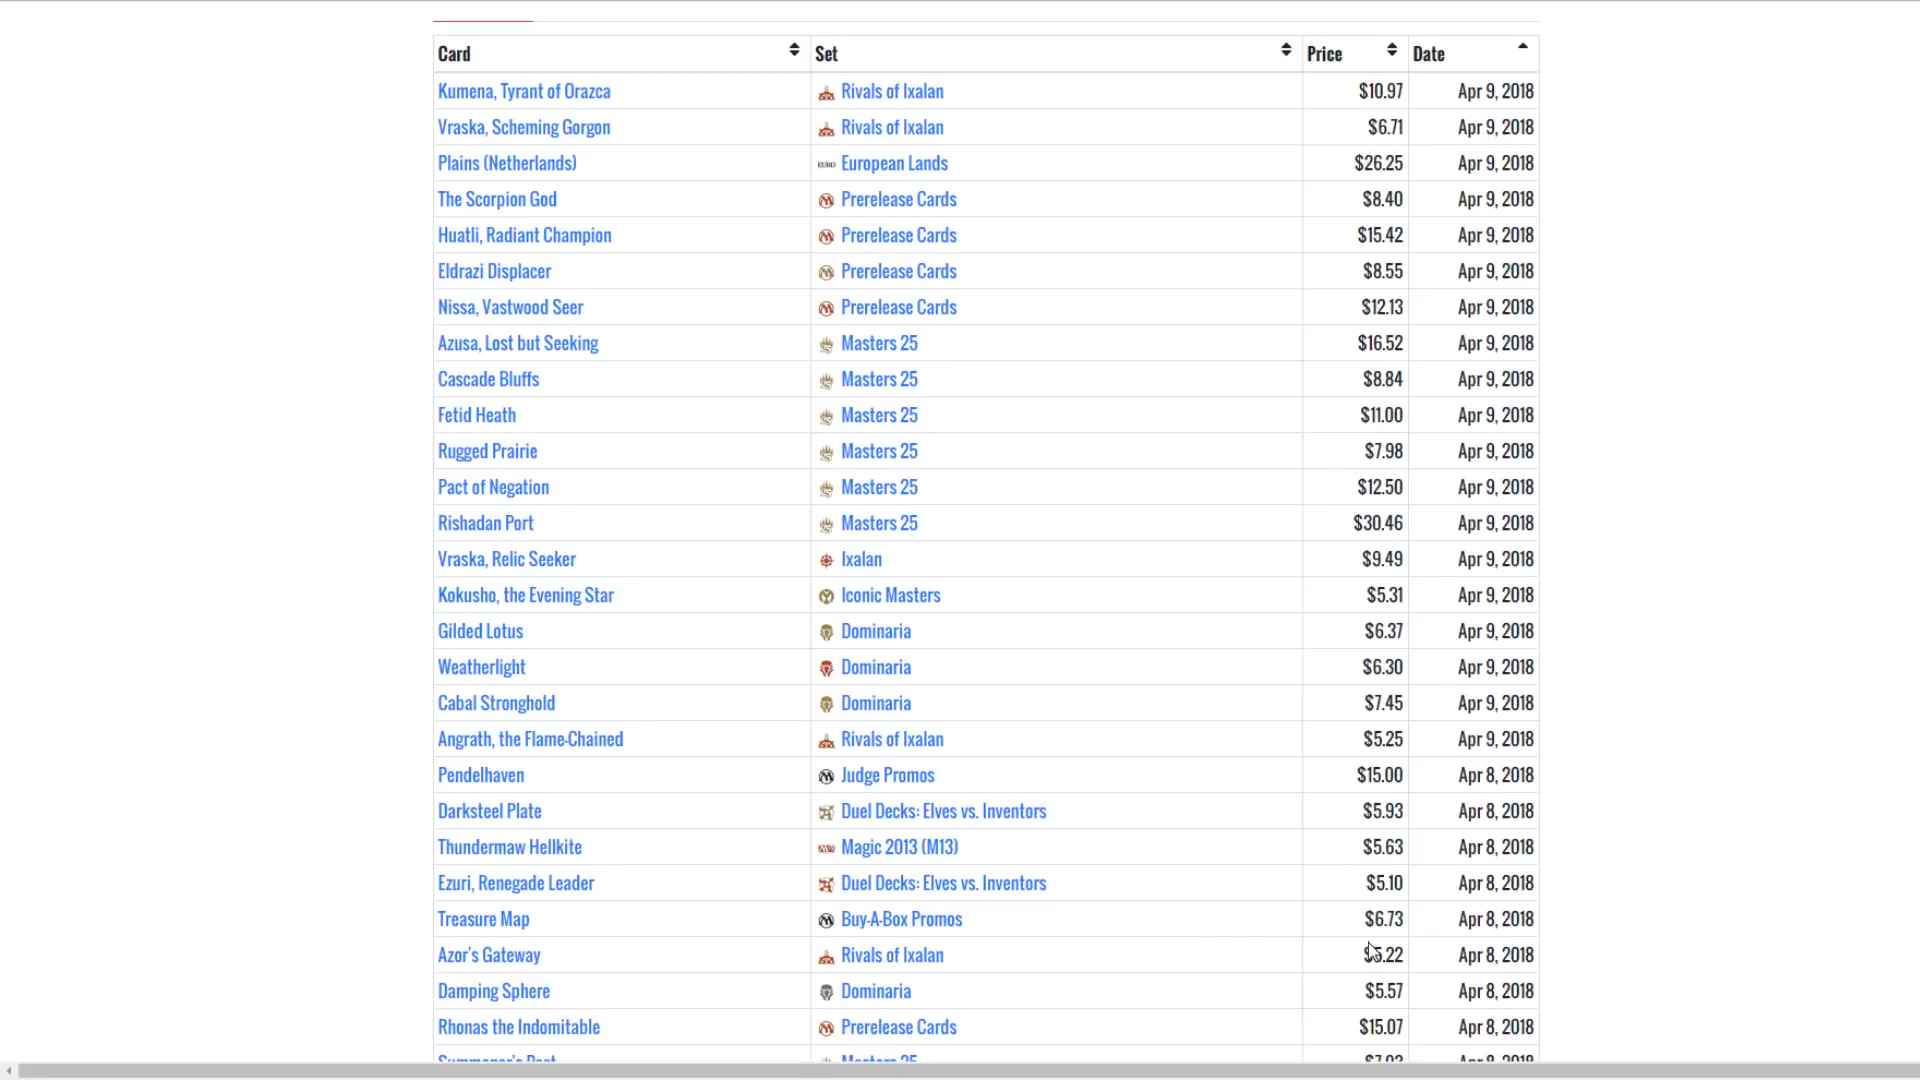 Card Set Price Date
Kumena, Tyrant of Orazca Rivals of Ixalan $10.97 Apr 9, 2018
Vraska, Scheming Gorgon Rivals of Ixalan $6.71 Apr 9, 2018
Plains (Netherlands) EURO European Lands $26.25 Apr 9, 2018
The Scorpion God Prerelease Cards $8.40 Apr 9, 2018
Huatli, Radiant Champion Prerelease Cards $15.42 Apr 9, 2018
Eldrazi Displacer Prerelease Cards $8.55 Apr 9, 2018
Nissa, Vastwood Seer Prerelease Cards $12.13 Apr 9, 2018
Azusa, Lost but Seeking Masters 25 $16.52 Apr 9, 2018
Cascade Bluffs Masters 25 $8.84 Apr 9, 2018
Fetid Heath Masters 25 $11.00 Apr 9, 2018
Rugged Prairie Masters 25 $7.98 Apr 9, 2018
Pact of Negation Masters 25 $12.50 Apr 9, 2018
Rishadan Port Masters 25 $30.46 Apr 9, 2018
Vraska, Relic Seeker Ixalan $9.49 Apr 9, 2018
Kokusho, the Evening Star Iconic Masters $5.31 Apr 9, 2018
Gilded Lotus Dominaria $6.37 Apr 9, 2018
Weatherlight Dominaria $6.30 Apr 9, 2018
Cabal Stronghold Dominaria $7.45 Apr 9, 2018
Angrath, the Flame-Chained Rivals of Ixalan $5.25 Apr 9, 2018
Pendelhaven Judge Promos $15.00 Apr 8, 2018
Darksteel Plate Duel Decks: Elves vs. Inventors $5.93 Apr 8, 2018
Thundermaw Hellkite Magic 2013 (M13) $5.63 Apr 8, 2018
Ezuri, Renegade Leader Duel Decks: Elves vs. Inventors $5.10 Apr 8, 2018
Treasure Map Buy-A-Box Promos $6.73 Apr 8, 2018
Azor's Gateway Rivals of Ixalan $5.22 Apr 8, 2018
Damping Sphere Dominaria $5.57 Apr 8, 2018
Rhonas the Indomitable Prerelease Cards $15.07 Apr 8, 2018
Masters 25 Apr 8, 2018